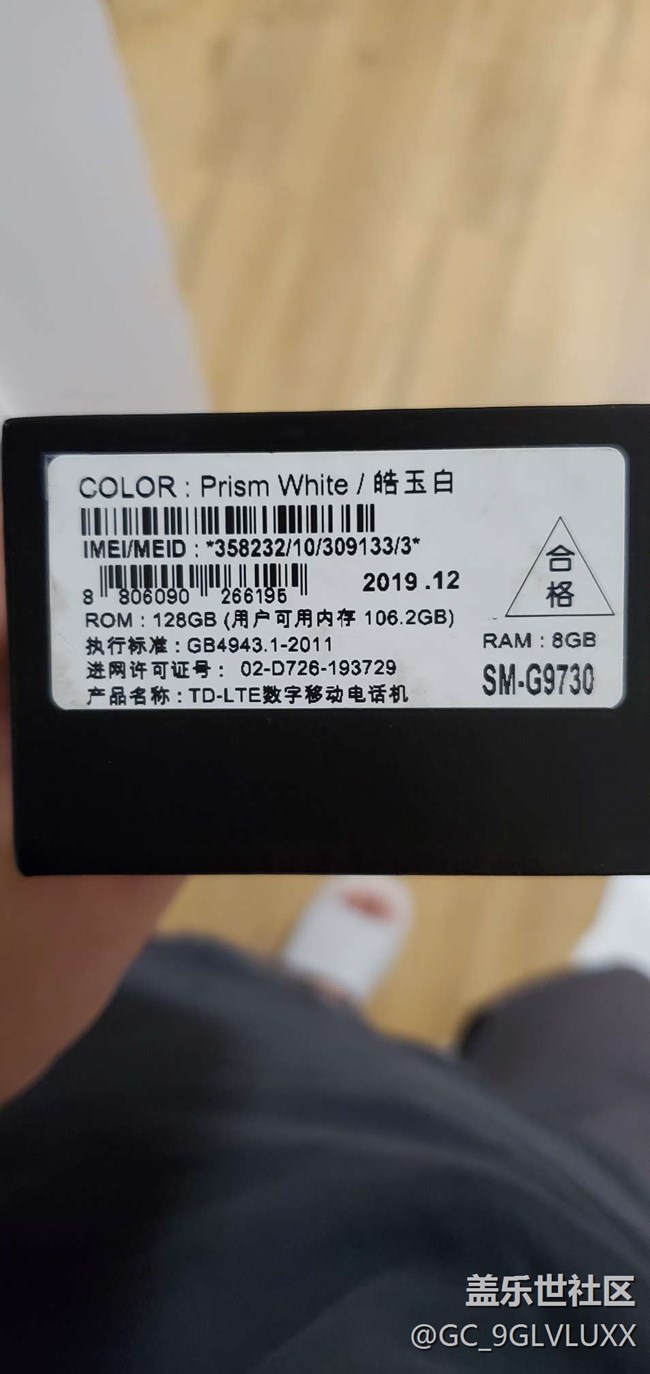 COLOR : Prism White / 皓玉白
IMEI/MEID : *358232/10/309133/3*
8 806090 266195
2019 .12
合格
ROM : 128GB (用户可用内存 106.2GB)
执行标准 : GB4943.1-2011
RAM : 8GB
进网许可证号 : 02-D726-193729
SM-G9730
产品名称 : TD-LTE数字移动电话机
盖乐世社区
@GC_9GLVLUXX